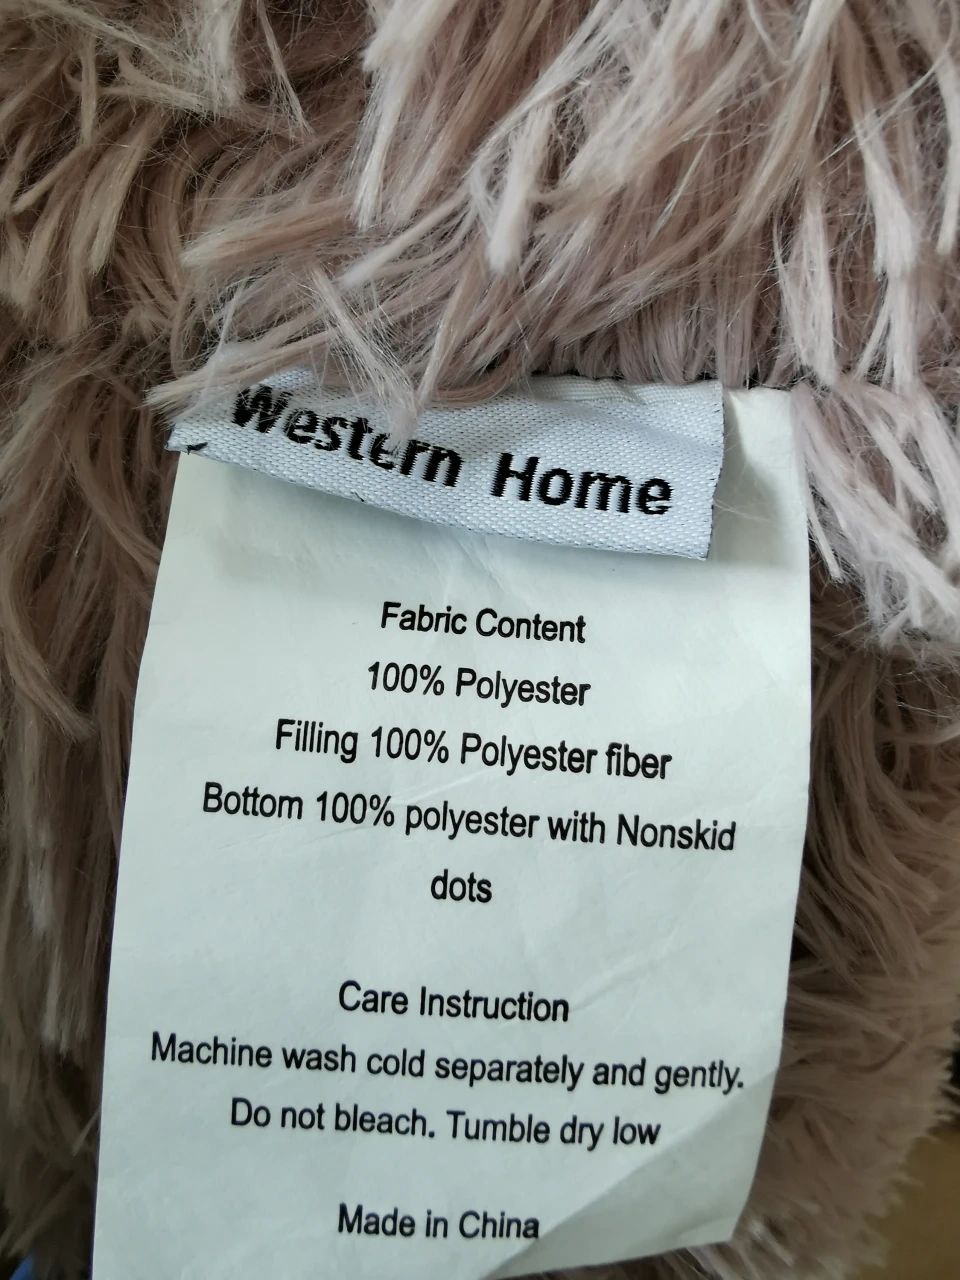 Western Home
Fabric Content
100% Polyester
Filling 100% Polyester fiber
Bottom 100% polyester with Nonskid
dots
Care Instruction
Machine wash cold separately and gently.
Do not bleach. Tumble dry low
Made in China